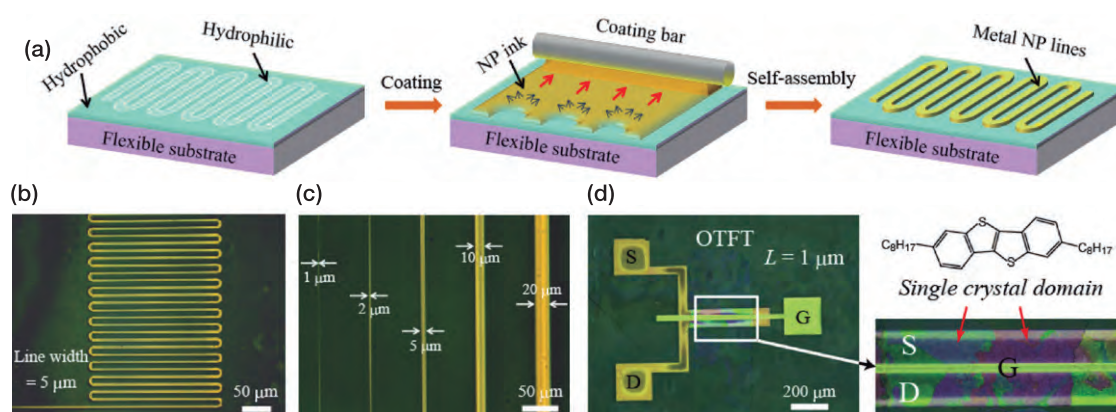 (a)
Hydrophobic
Hydrophilic
Flexible substrate
Coating
NP ink
Coating bar
Flexible substrate
Self-assembly
Metal NP lines
Flexible substrate
(b)
Line width
= 5 μm
50 μm
(c)
1 μm
2 μm
5 μm
10 μm
20 μm
50 μm
(d)
OTFT
L = 1 μm
S
G
D
200 μm
S
S
C8H17
C8H17
Single crystal domain
S
G
D